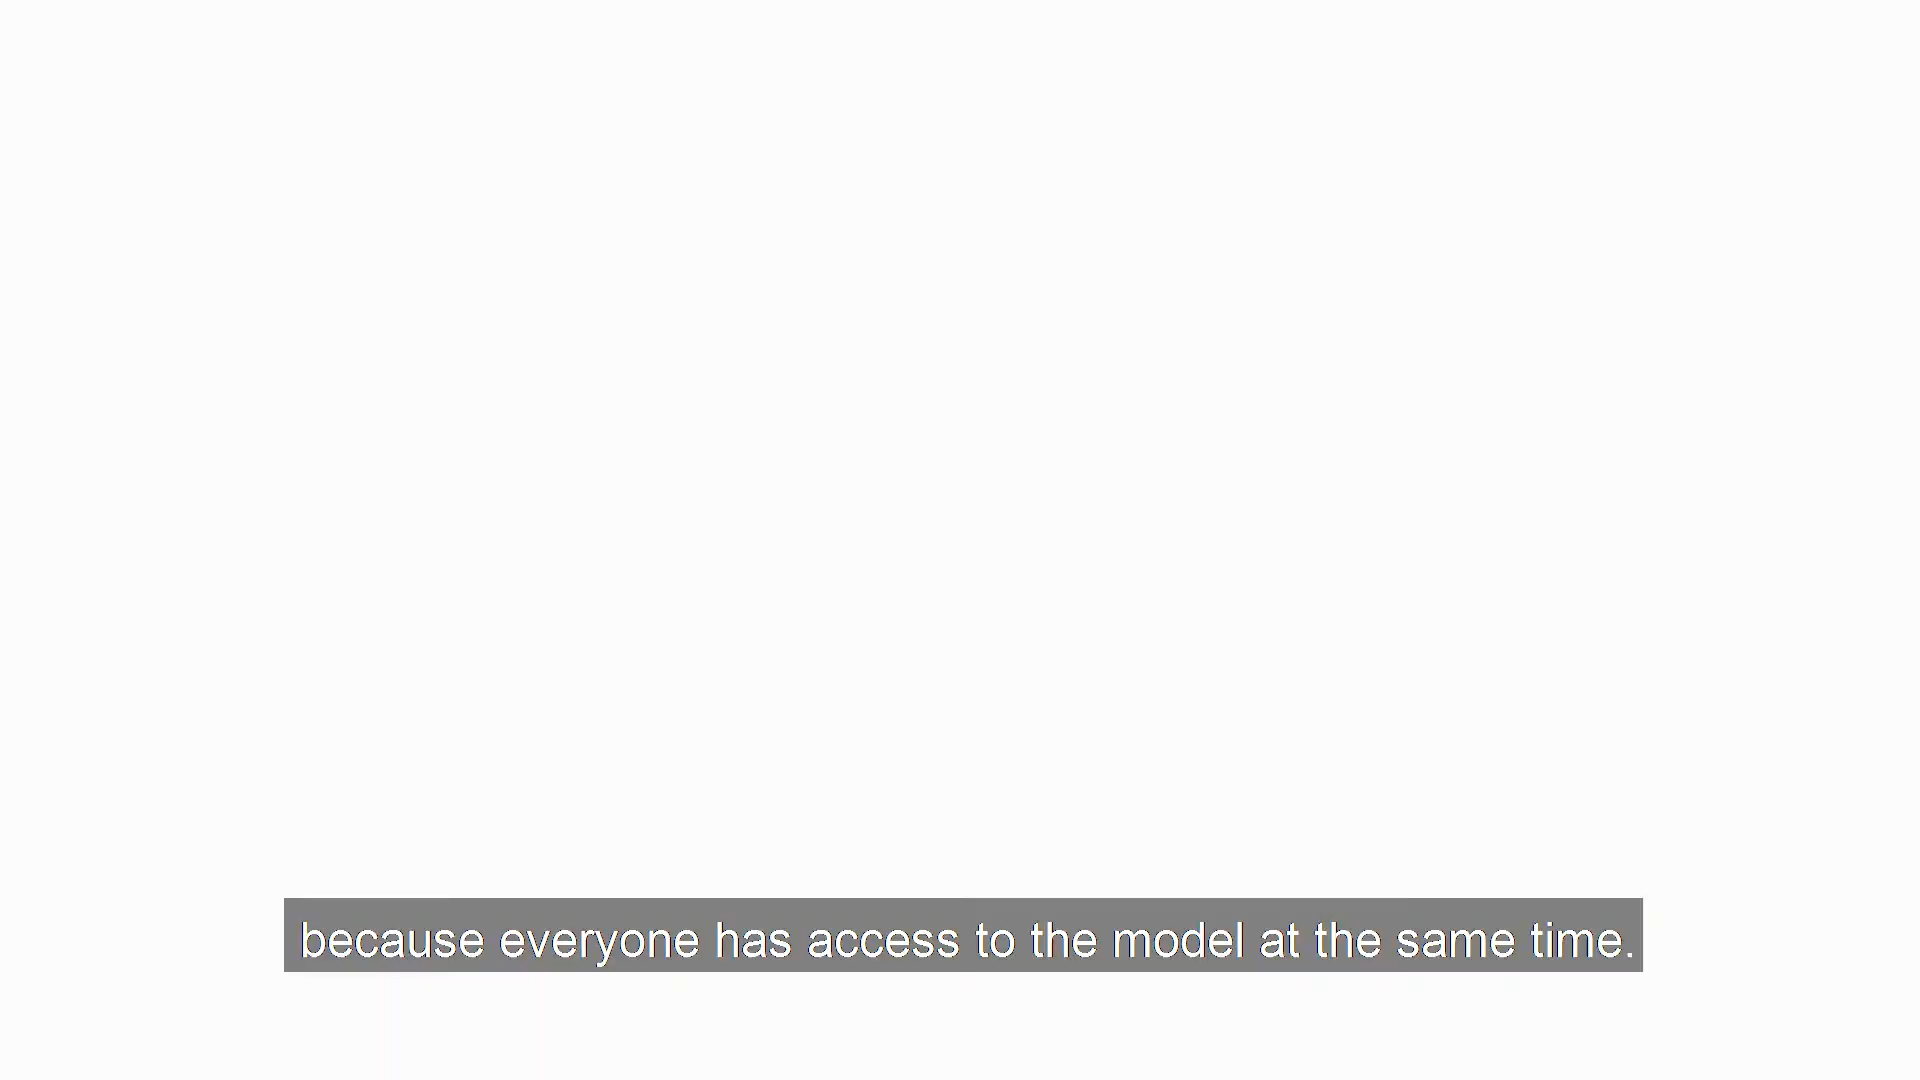 because everyone has access to the model at the same time.